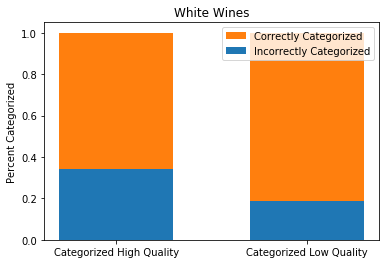 White Wines
Correctly Categorized
Incorrectly Categorized
Percent Categorized
1.0
0.8
0.6
0.4
0.2
0.0
Categorized High Quality
Categorized Low Quality